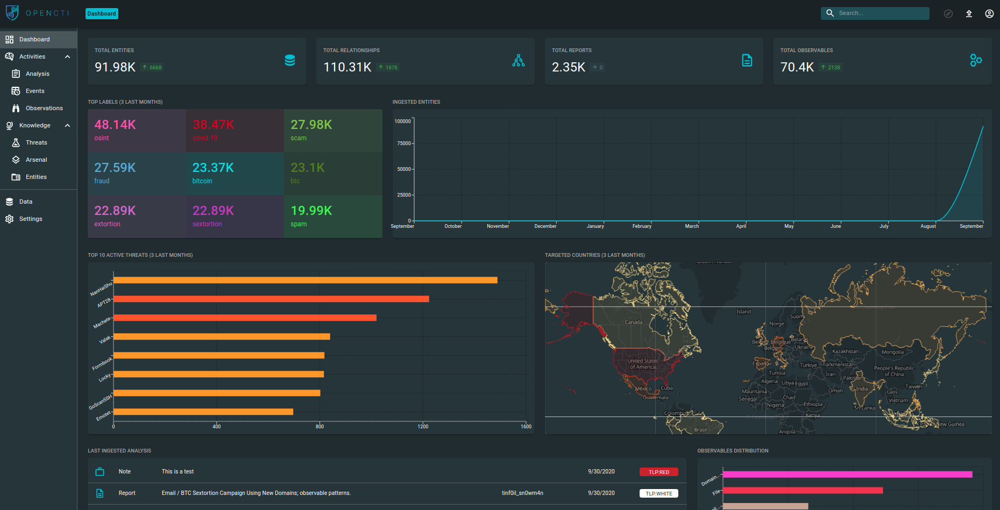 OPENCTI
Dashboard
Search...
Dashboard
Activities
Analysis
Events
Observations
Knowledge
Threats
Arsenal
Entities
Data
Settings
TOTAL ENTITIES
91.98K 6668
TOTAL RELATIONSHIPS
110.31K 1676
TOTAL REPORTS
2.35K 0
TOTAL OBSERVABLES
70.4K 2138
TOP LABELS (3 LAST MONTHS)
48.14K
osint
38.47K
covid-19
27.98K
scam
27.59K
fraud
23.37K
bitcoin
23.1K
btc
22.89K
extortion
22.89K
sextortion
19.99K
spam
INGESTED ENTITIES
100000
75000
50000
25000
0
September October November December January February March April May June July August September
TOP 10 ACTIVE THREATS (3 LAST MONTHS)
NanHaiShu
APT28
Machete
Valak
Formbook
Locky
GoScanSSH
Emotet
0 400 800 1200 1600
TARGETED COUNTRIES (3 LAST MONTHS)
Ísland
Suomi
Norge
Canada
België Belgique Belarus
- Belgien
Ukraine
Kazakhstan
Mongolia
United States
of America
España
Italia
Türkiye
Türkmenistan
People's Republic
of China
Tunisia
Iran
Pakistan
Algeria
Libya Egypt
México
Cuba
Mauritania
Oman
India
Taiwan
Guatemala
Sénégal
Chad
Laos
Nigeria
Ethiopia
Vietnam
Sri Lanka
Colombia
Kenya
Malaysia
Perú
Brasil
Angola
Papua New Guinea
© OpenMapTiles
© OpenMapTiles
LAST INGESTED ANALYSIS
Note This is a test 9/30/2020 TLP:RED
Report Email / BTC Sextortion Campaign Using New Domains; observable patterns. tinf0il_sn0wm4n 9/30/2020 TLP:WHITE
OBSERVABLES DISTRIBUTION
Domain...
File